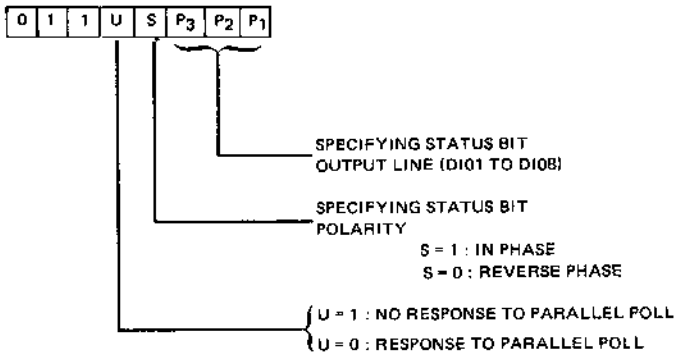 0 1 1 U S P3 P2 P1
SPECIFYING STATUS BIT
OUTPUT LINE (DI01 TO DI08)
SPECIFYING STATUS BIT
POLARITY
S = 1 : IN PHASE
S = 0 : REVERSE PHASE
U = 1 : NO RESPONSE TO PARALLEL POLL
U = 0 : RESPONSE TO PARALLEL POLL